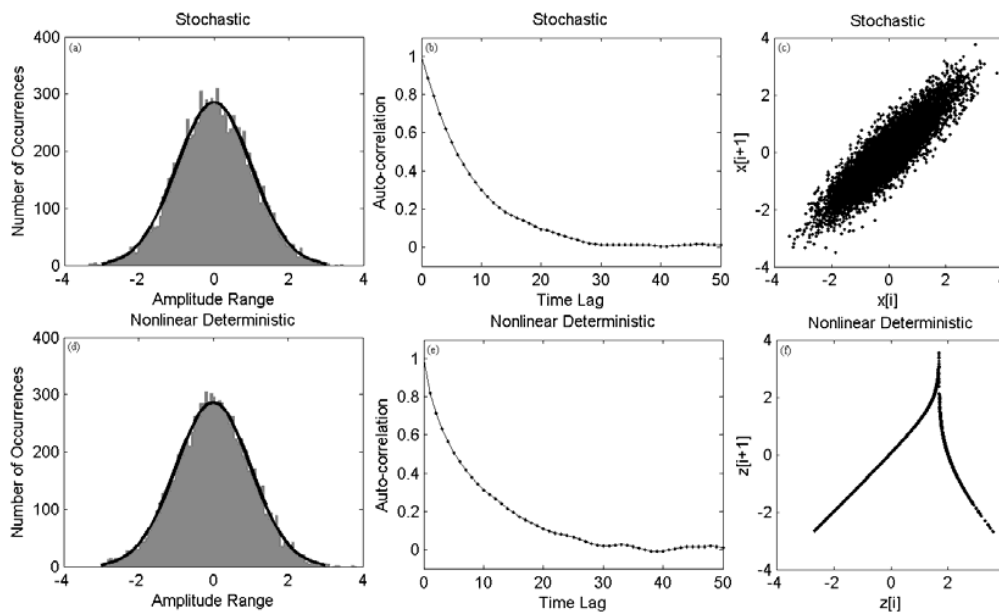 Stochastic
(a)
400
300
200
100
0
Number of Occurrences
-4 -2 0 2 4
Amplitude Range
Stochastic
(b)
1
0.8
0.6
0.4
0.2
0
Auto-correlation
0 10 20 30 40 50
Time Lag
Stochastic
(c)
4
2
0
-2
-4
x[i+1]
-4 -2 0 2
x[i]
Nonlinear Deterministic
(d)
400
300
200
100
0
Number of Occurrences
-4 -2 0 2 4
Amplitude Range
Nonlinear Deterministic
(e)
1
0.8
0.6
0.4
0.2
0
Auto-correlation
0 10 20 30 40 50
Time Lag
Nonlinear Deterministic
(f)
4
2
0
-2
-4
z[i+1]
-4 -2 0 2
z[i]